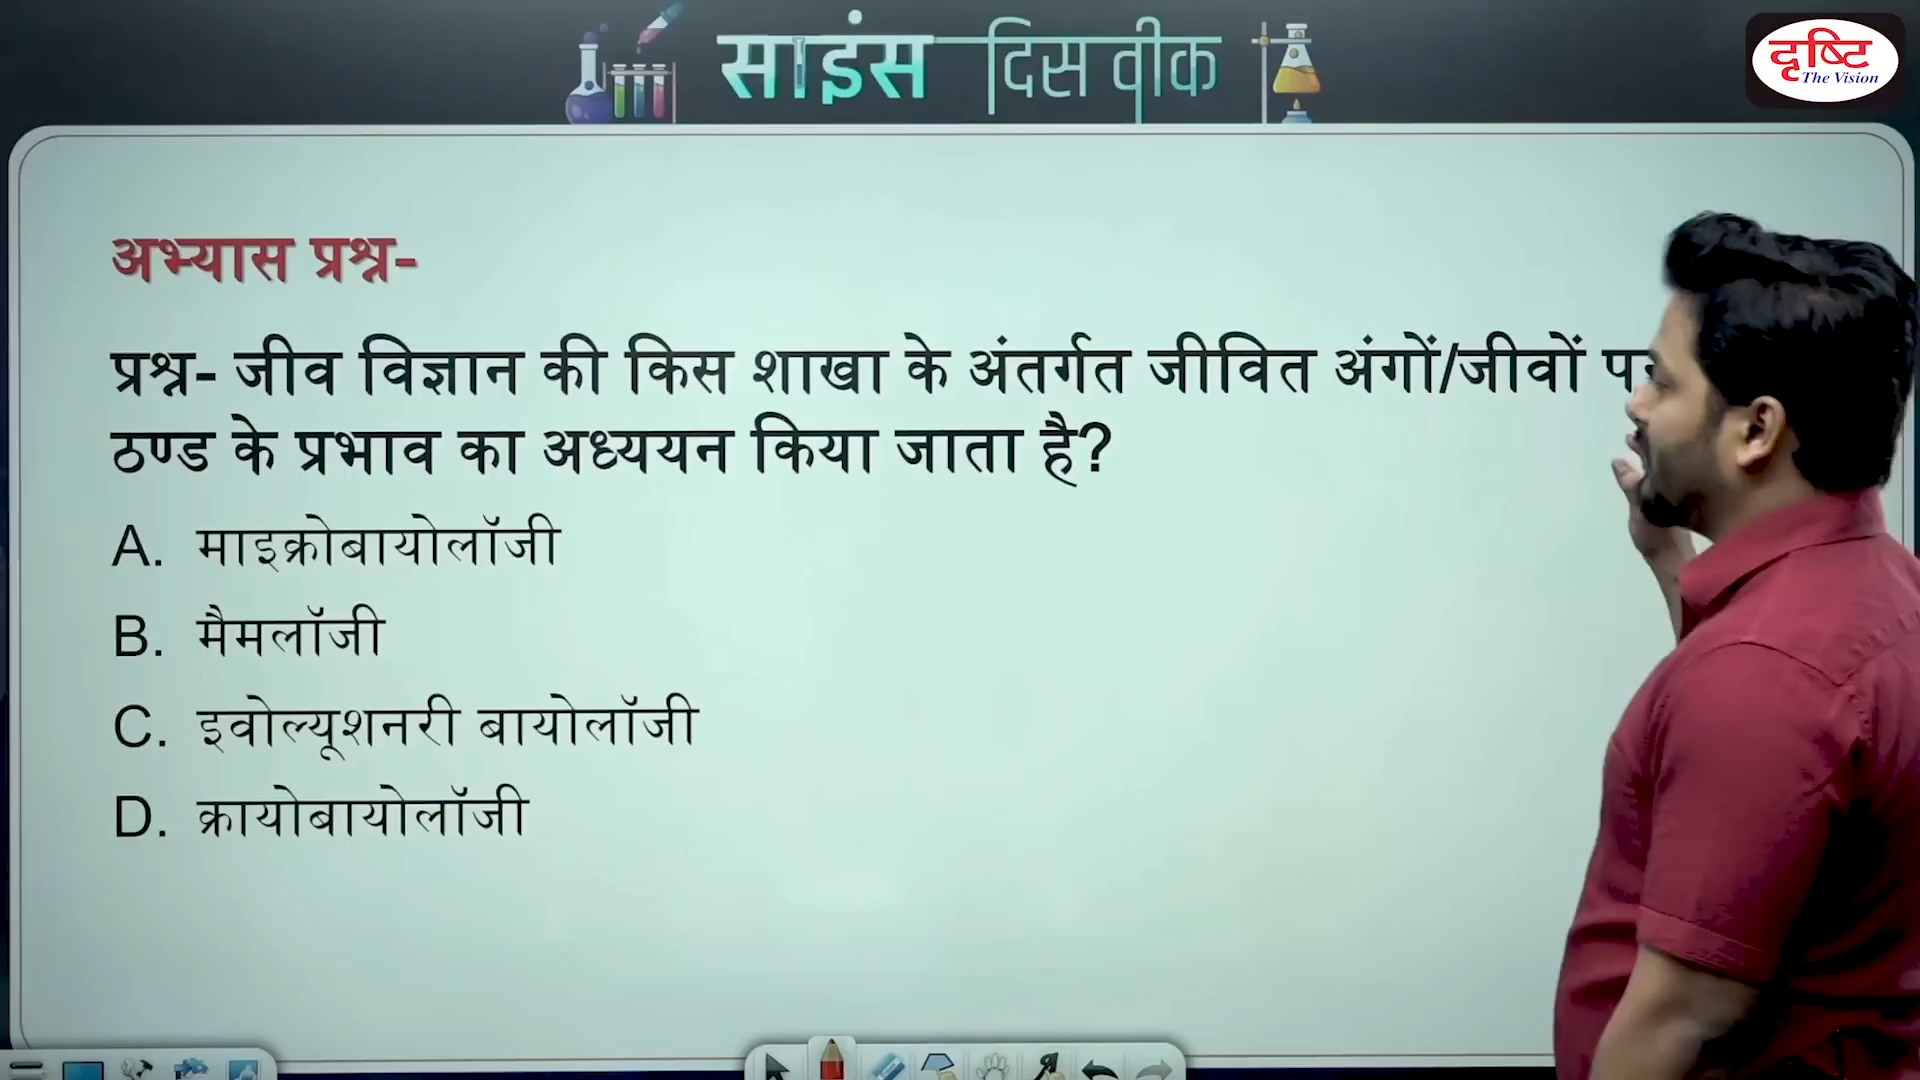 साइंस दिस वीक
दृष्टि
The Vision
अभ्यास प्रश्न-
प्रश्न- जीव विज्ञान की किस शाखा के अंतर्गत जीवित अंगों/जीवों
ठण्ड के प्रभाव का अध्ययन किया जाता है?
A. माइक्रोबायोलॉजी
B. मैमलॉजी
C. इवोल्यूशनरी बायोलॉजी
D. क्रायोबायोलॉजी